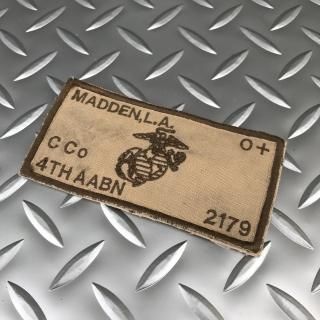 MADDEN,L.A.
O+
C Co
4TH AABN
2179